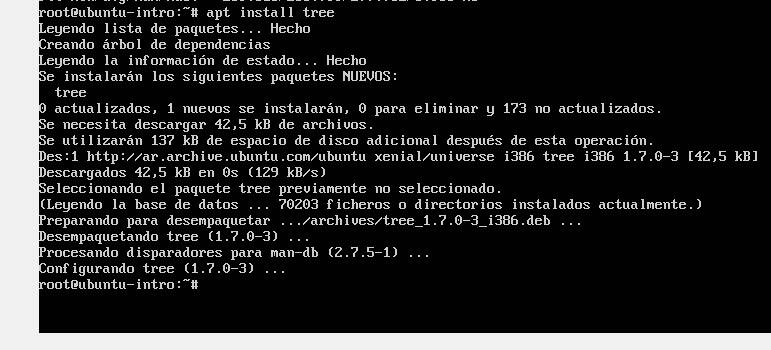 root@ubuntu-intro:~# apt install tree
Leyendo lista de paquetes... Hecho
Creando árbol de dependencias
Leyendo la información de estado... Hecho
Se instalarán los siguientes paquetes NUEVOS:
  tree
0 actualizados, 1 nuevos se instalarán, 0 para eliminar y 173 no actualizados.
Se necesita descargar 42,5 kB de archivos.
Se utilizarán 137 kB de espacio de disco adicional después de esta operación.
Des:1 http://ar.archive.ubuntu.com/ubuntu xenial/universe i386 tree i386 1.7.0-3 [42,5 kB]
Descargados 42,5 kB en 0s (129 kB/s)
Seleccionando el paquete tree previamente no seleccionado.
(Leyendo la base de datos ... 70203 ficheros o directorios instalados actualmente.)
Preparando para desempaquetar .../archives/tree_1.7.0-3_i386.deb ...
Desempaquetando tree (1.7.0-3) ...
Procesando disparadores para man-db (2.7.5-1) ...
Configurando tree (1.7.0-3) ...
root@ubuntu-intro:~#